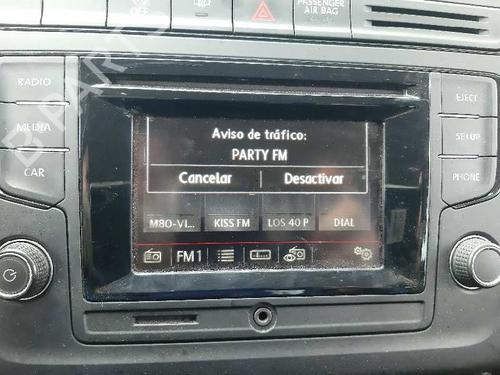 PASSENGER
AIR BAG
RADIO
MEDIA
CAR
EJECT
SETUP
PHONE
Aviso de tráfico:
PARTY FM
Cancelar
Desactivar
M80-VI...
KISS FM
LOS 40 P
DIAL
FM1